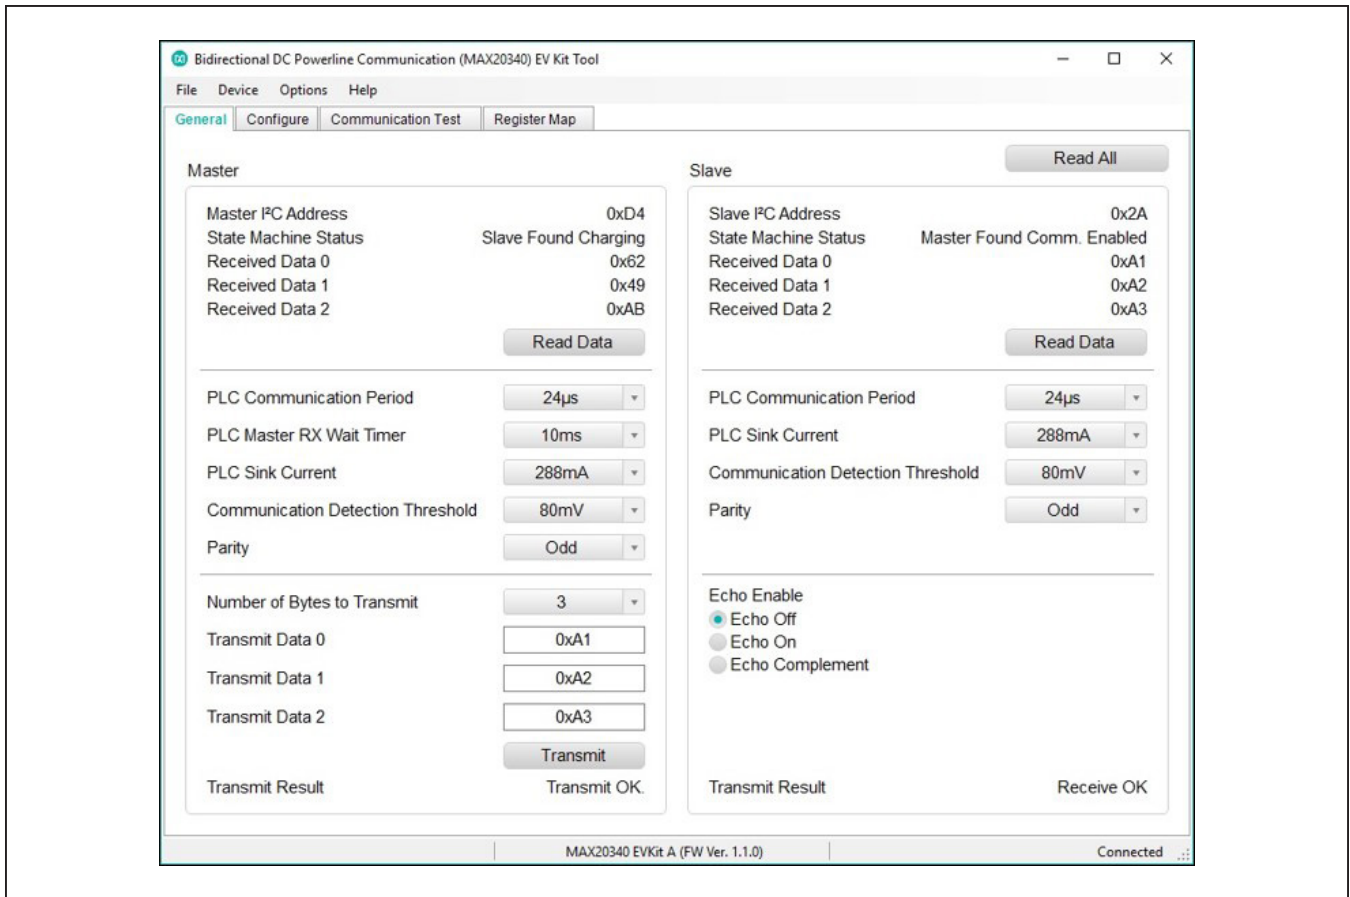 Bidirectional DC Powerline Communication (MAX20340) EV Kit Tool
File Device Options Help
General Configure Communication Test Register Map
Read All
Master
Master I²C Address 0xD4
State Machine Status Slave Found Charging
Received Data 0 0x62
Received Data 1 0x49
Received Data 2 0xAB
Read Data
PLC Communication Period 24µs
PLC Master RX Wait Timer 10ms
PLC Sink Current 288mA
Communication Detection Threshold 80mV
Parity Odd
Number of Bytes to Transmit 3
Transmit Data 0 0xA1
Transmit Data 1 0xA2
Transmit Data 2 0xA3
Transmit
Transmit Result Transmit OK.
Slave
Slave I²C Address 0x2A
State Machine Status Master Found Comm. Enabled
Received Data 0 0xA1
Received Data 1 0xA2
Received Data 2 0xA3
Read Data
PLC Communication Period 24µs
PLC Sink Current 288mA
Communication Detection Threshold 80mV
Parity Odd
Echo Enable
Echo Off
Echo On
Echo Complement
Transmit Result Receive OK
MAX20340 EVKit A (FW Ver. 1.1.0) Connected